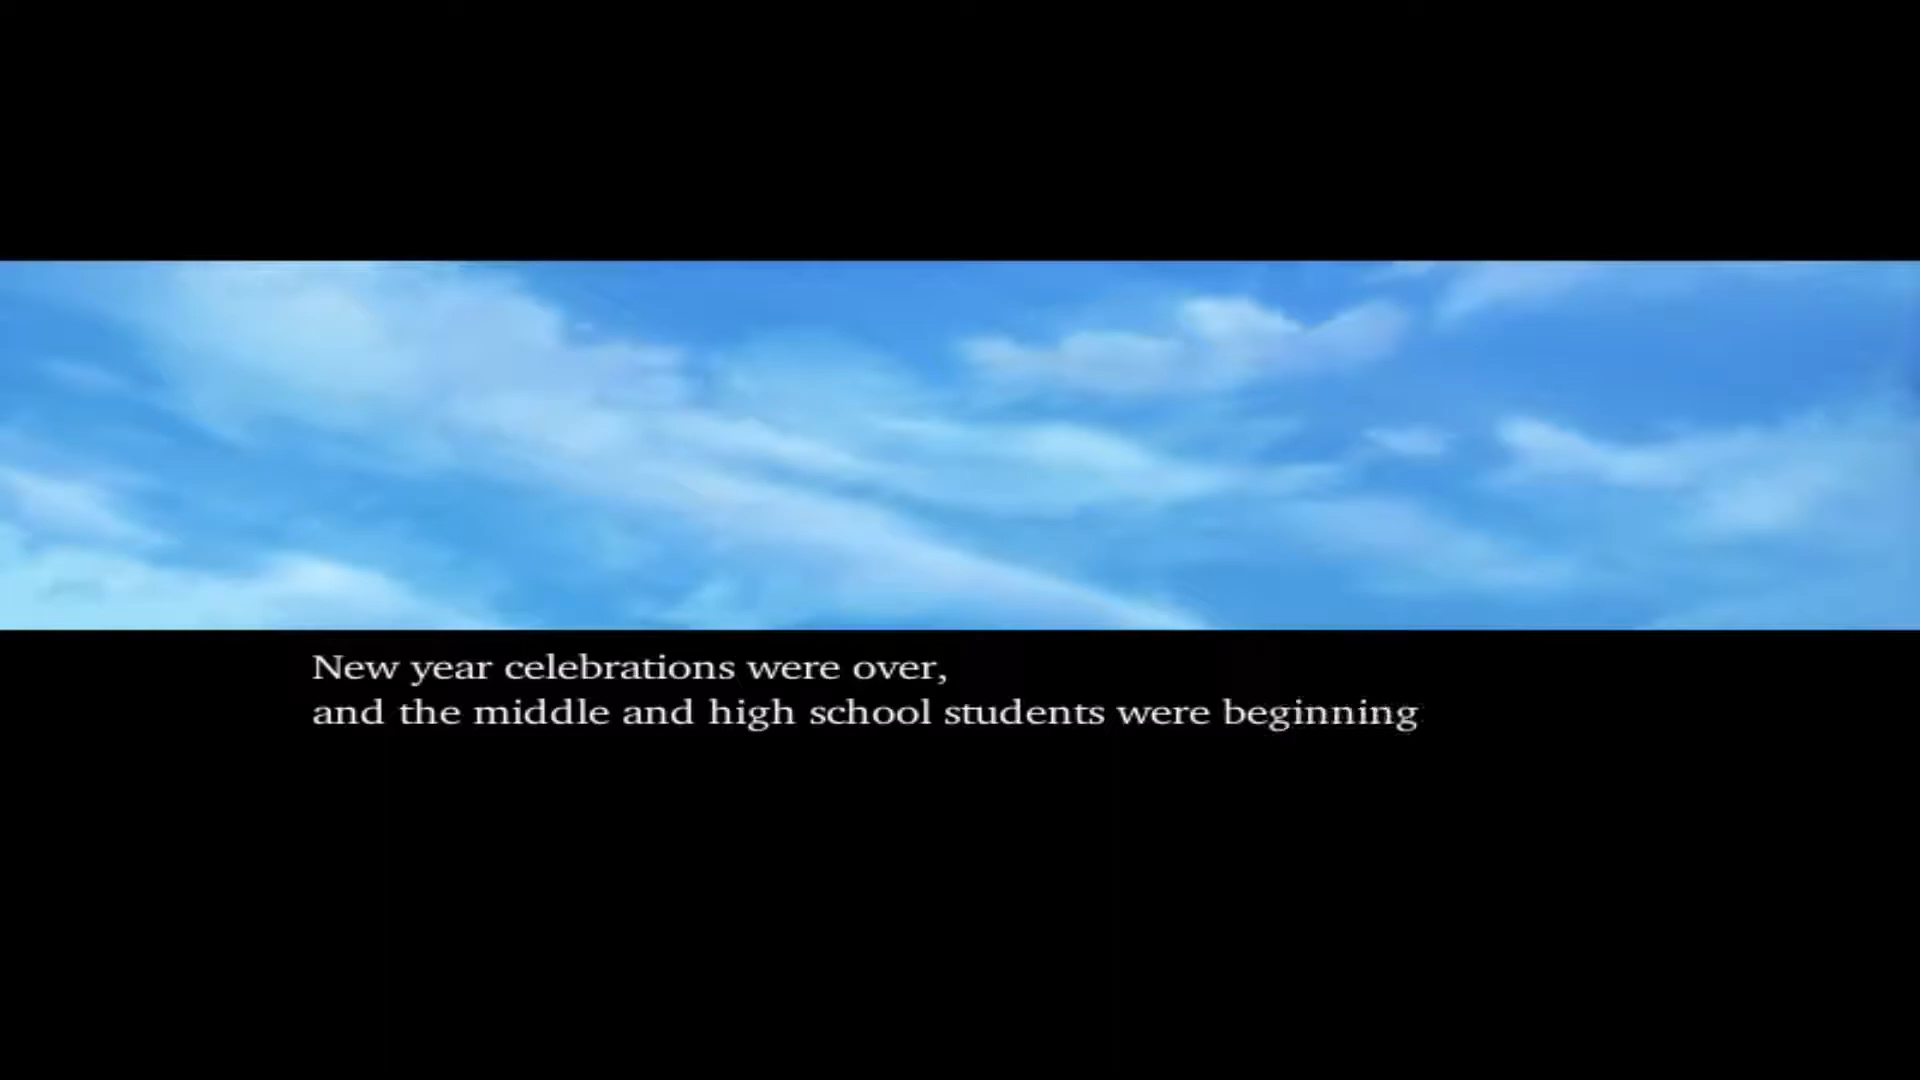 New year celebrations were over,
and the middle and high school students were beginning